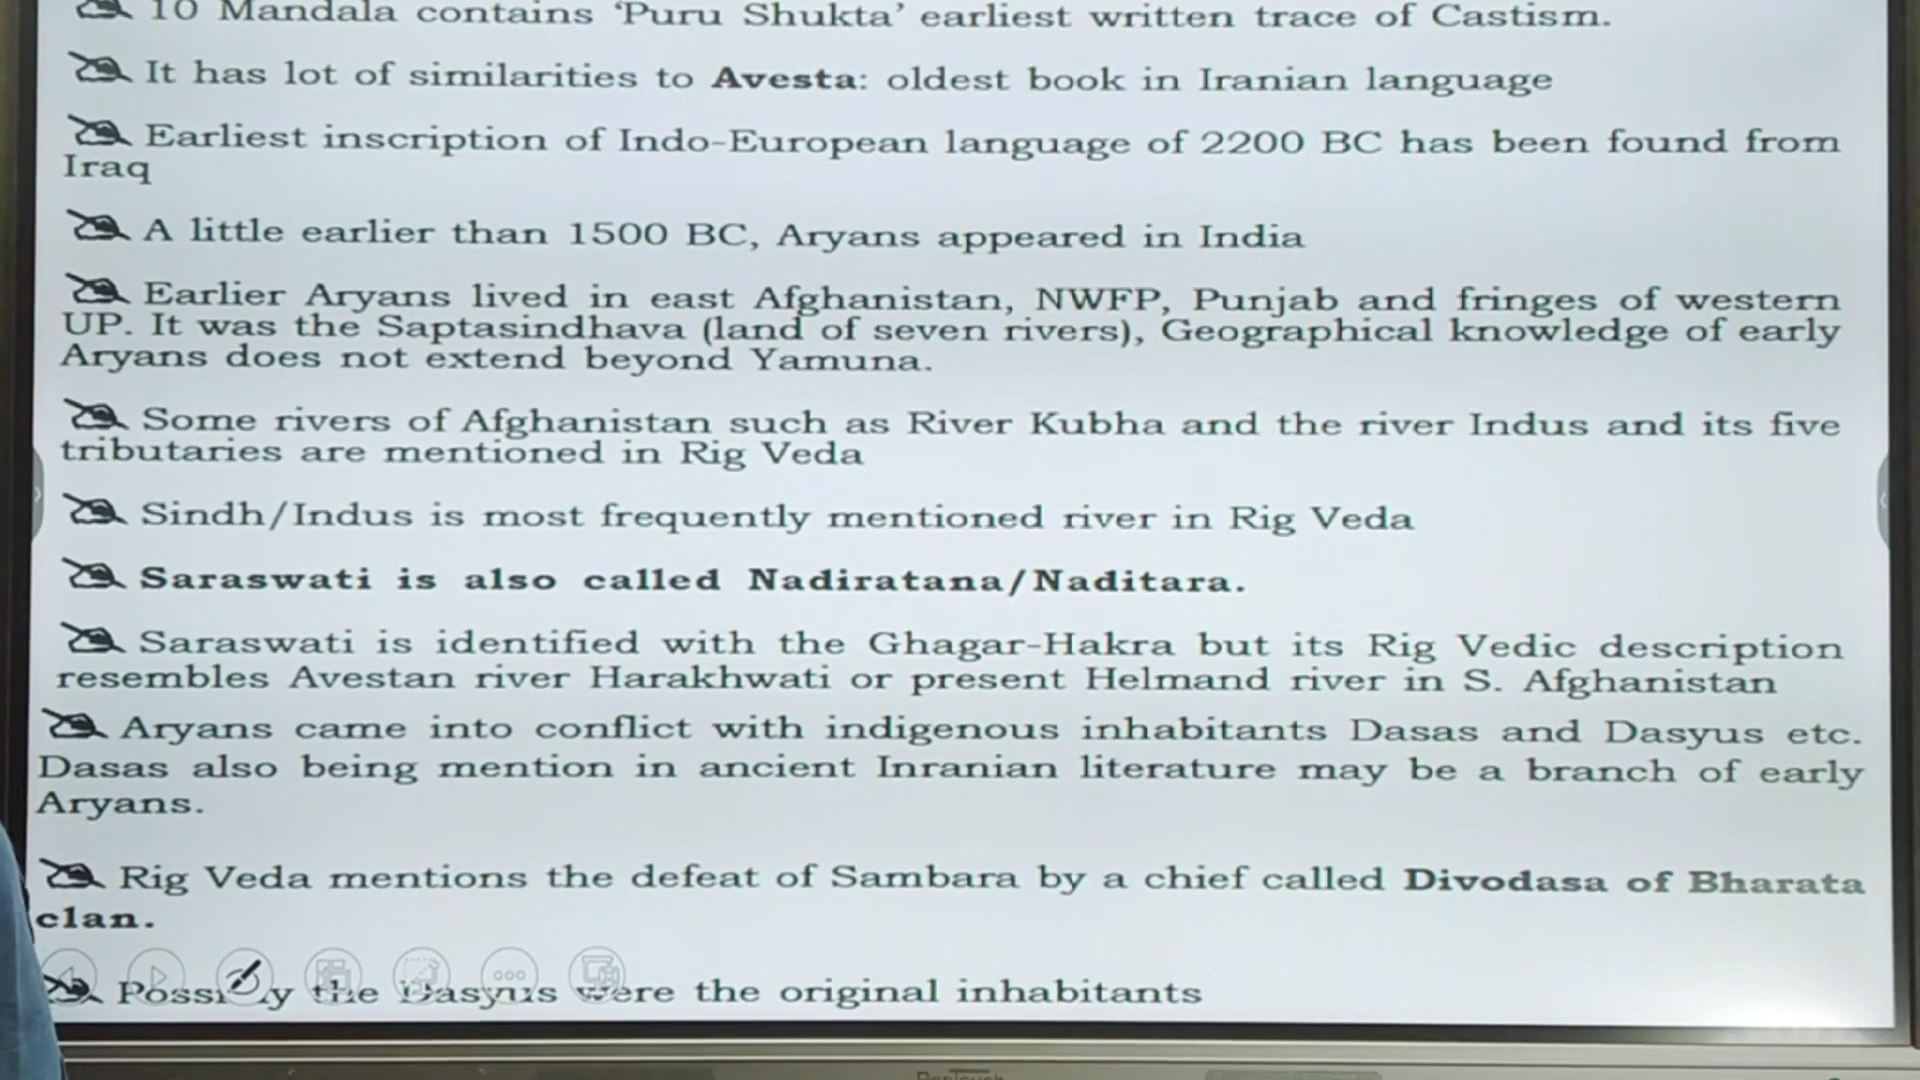 10 Mandala contains 'Puru Shukta' earliest written trace of Castism.
It has lot of similarities to Avesta: oldest book in Iranian language
Earliest inscription of Indo-European language of 2200 BC has been found from
Iraq
A little earlier than 1500 BC, Aryans appeared in India
Earlier Aryans lived in east Afghanistan, NWFP, Punjab and fringes of western
UP. It was the Saptasindhava (land of seven rivers), Geographical knowledge of early
Aryans does not extend beyond Yamuna.
Some rivers of Afghanistan such as River Kubha and the river Indus and its five
tributaries are mentioned in Rig Veda
Sindh/Indus is most frequently mentioned river in Rig Veda
Saraswati is also called Nadiratana/Naditara.
Saraswati is identified with the Ghagar-Hakra but its Rig Vedic description
resembles Avestan river Harakhwati or present Helmand river in S. Afghanistan
Aryans came into conflict with indigenous inhabitants Dasas and Dasyus etc.
Dasas also being mention in ancient Inranian literature may be a branch of early
Aryans.
Rig Veda mentions the defeat of Sambara by a chief called Divodasa of Bharata
clan.
Possibly the Dasyus were the original inhabitants